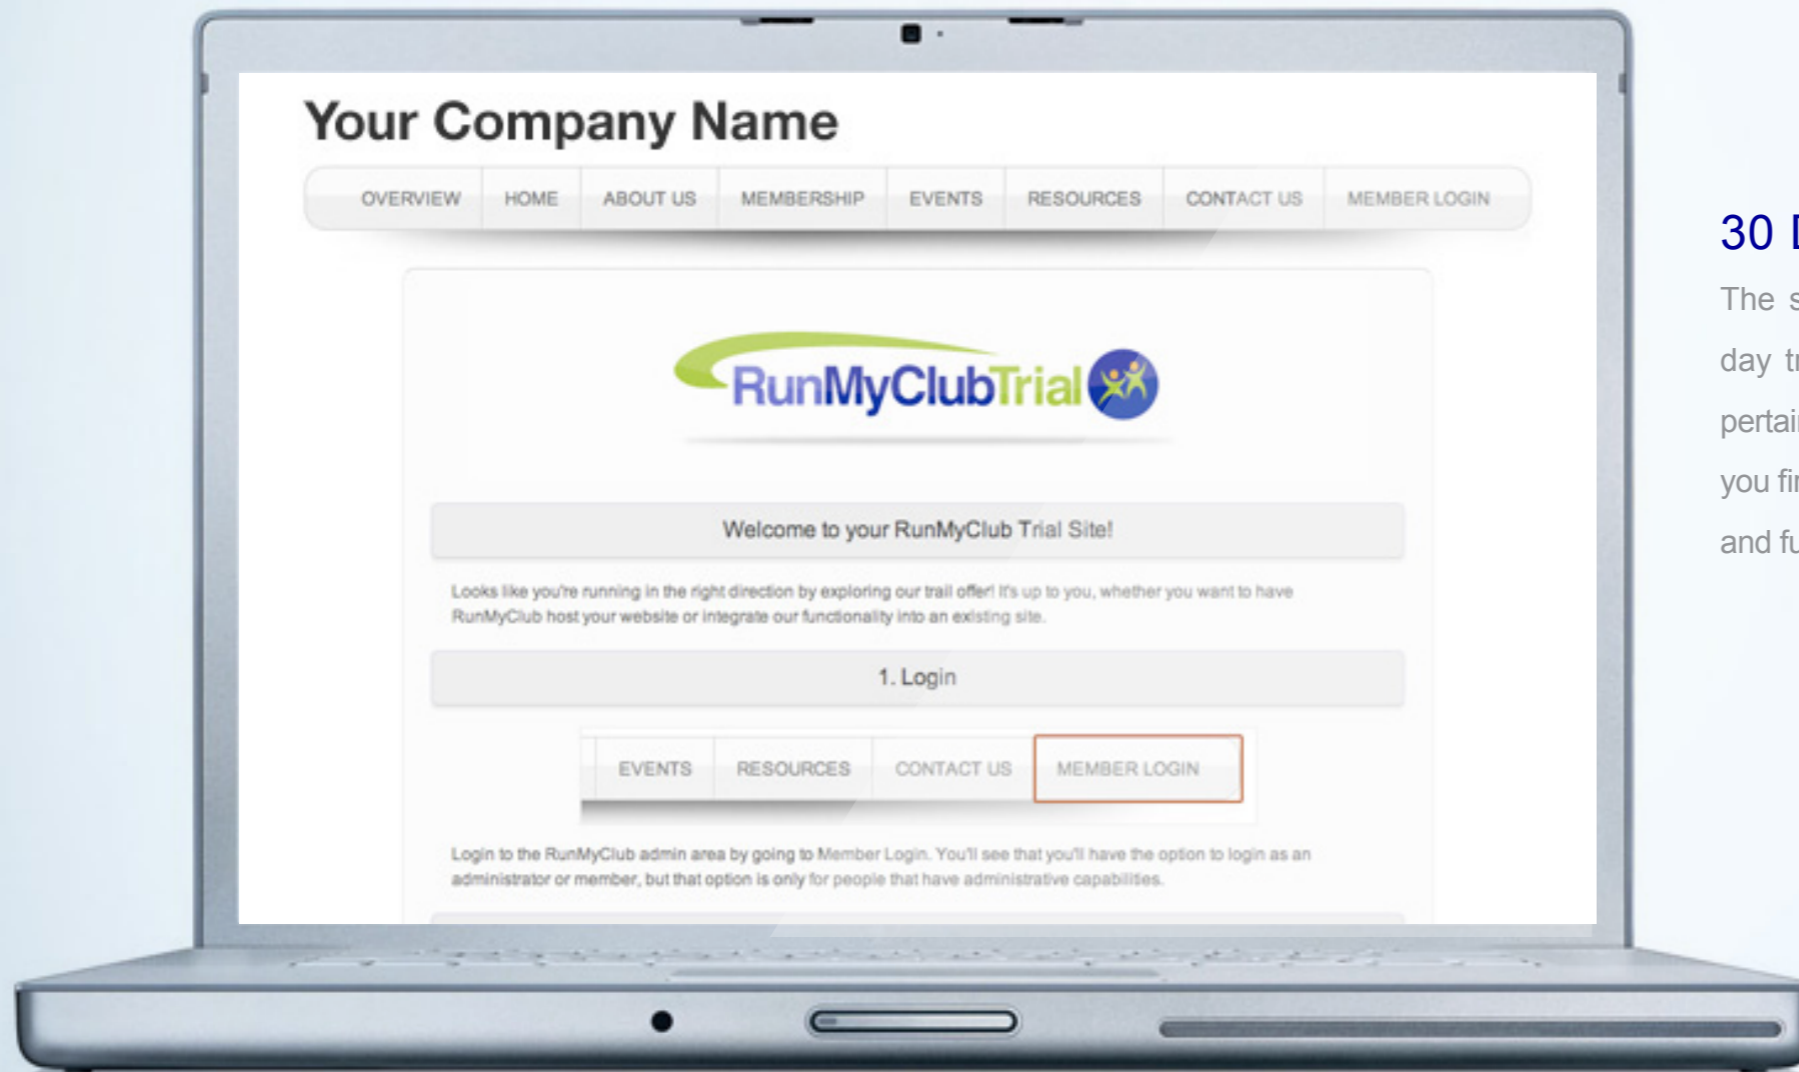 Your Company Name
OVERVIEW HOME ABOUT US MEMBERSHIP EVENTS RESOURCES CONTACT US MEMBER LOGIN
RunMyClubTrial
Welcome to your RunMyClub Trial Site!
Looks like you're running in the right direction by exploring our trail offer! It's up to you, whether you want to have
RunMyClub host your website or integrate our functionality into an existing site.
1. Login
EVENTS RESOURCES CONTACT US MEMBER LOGIN
Login to the RunMyClub admin area by going to Member Login. You'll see that you'll have the option to login as an
administrator or member, but that option is only for people that have administrative capabilities.
30
The
day
you
and